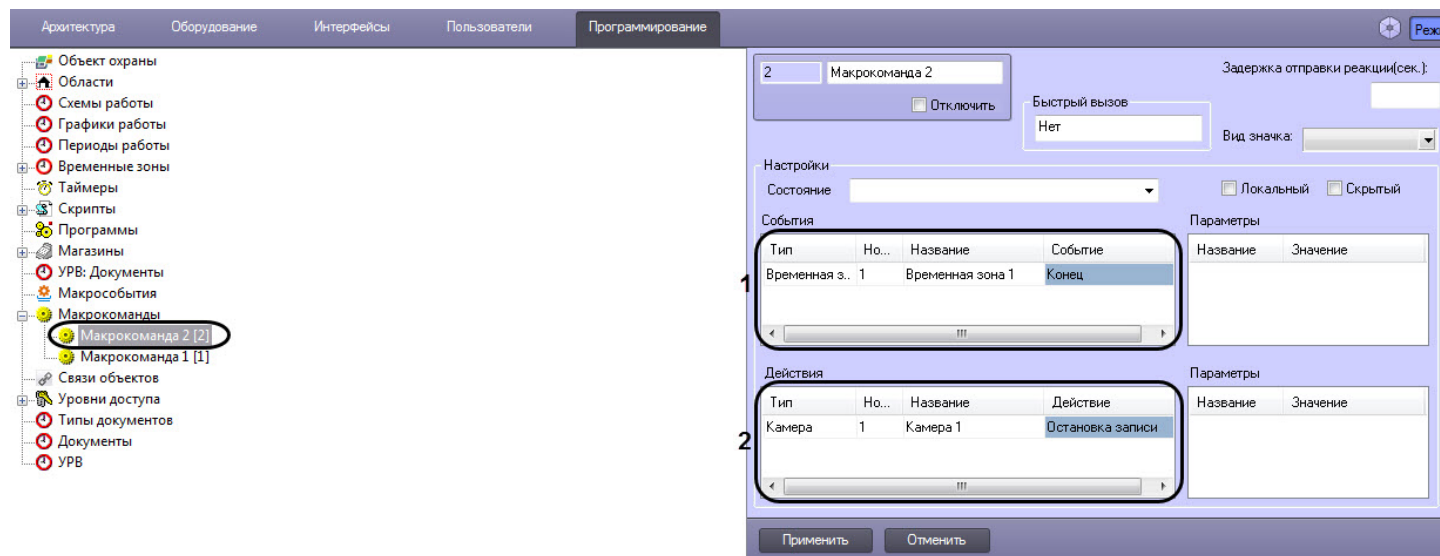 Архитектура Оборудование Интерфейсы Пользователи Программирование
Объект охраны
Области
Схемы работы
Графики работы
Периоды работы
Временные зоны
Таймеры
Скрипты
Программы
Магазины
УРВ: Документы
Макрособытия
Макрокоманды
Макрокоманда 2 [2]
Макрокоманда 1 [1]
Связи объектов
Уровни доступа
Типы документов
Документы
УРВ
Реж
2 Макрокоманда 2
Отключить
Быстрый вызов
Нет
Задержка отправки реакции(сек.):
Вид значка:
Настройки
Состояние
Локальный Скрытый
События
Тип Но... Название Событие
1 Временная з.. 1 Временная зона 1 Конец
Параметры
Название Значение
Действия
Тип Но... Название Действие
2 Камера 1 Камера 1 Остановка записи
Параметры
Название Значение
Применить Отменить